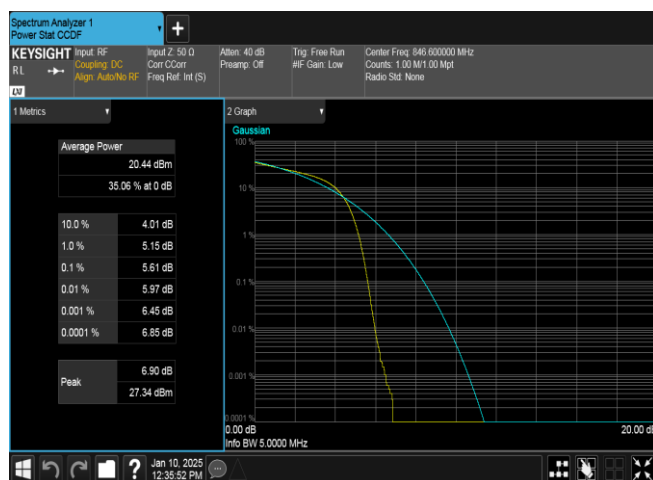 Spectrum Analyzer 1
Power Stat CCDF
+
KEYSIGHT
RL
LXI
Input: RF
Coupling: DC
Align: Auto/No RF
Input Z: 50 Ω
Corr CCorr
Freq Ref: Int (S)
Atten: 40 dB
Preamp: Off
Trig: Free Run
#IF Gain: Low
Center Freq: 846.600000 MHz
Counts: 1.00 M/1.00 Mpt
Radio Std: None
1 Metrics
Average Power
20.44 dBm
35.06 % at 0 dB
10.0 % 4.01 dB
1.0 % 5.15 dB
0.1 % 5.61 dB
0.01 % 5.97 dB
0.001 % 6.45 dB
0.0001 % 6.85 dB
Peak
6.90 dB
27.34 dBm
2 Graph
Gaussian
100 %
10 %
1 %
0.1 %
0.01 %
0.001 %
0.0001 %
0.00 dB
20.00 dB
Info BW 5.0000 MHz
?
Jan 10, 2025
12:35:52 PM